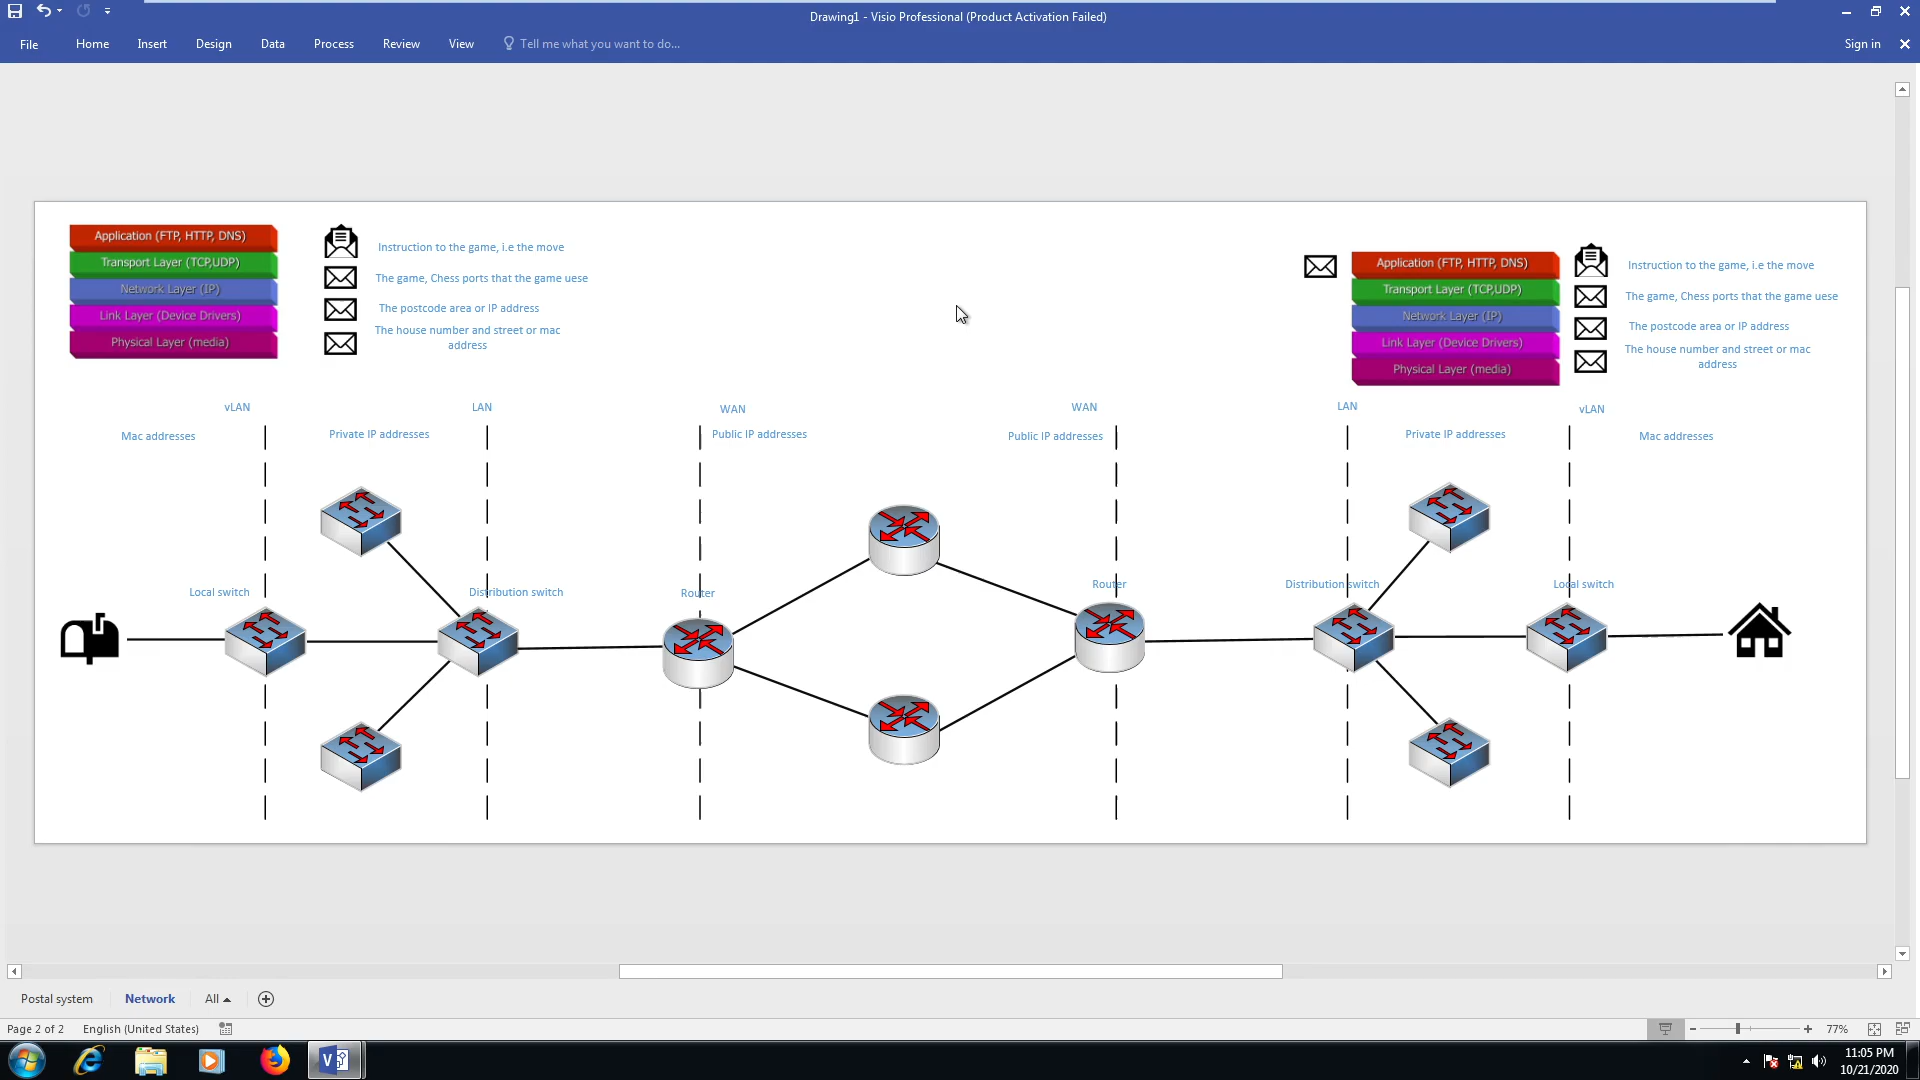 Drawing1 - Visio Professional (Product Activation Failed)
File Home Insert Design Data Process Review View Tell me what you want to do... Sign in
Application (FTP, HTTP, DNS)
Transport Layer (TCP,UDP)
Network Layer (IP)
Link Layer (Device Drivers)
Physical Layer (media)
Instruction to the game, i.e the move
The game, Chess ports that the game uese
The postcode area or IP address
The house number and street or mac
address
Application (FTP, HTTP, DNS)
Transport Layer (TCP,UDP)
Network Layer (IP)
Link Layer (Device Drivers)
Physical Layer (media)
Instruction to the game, i.e the move
The game, Chess ports that the game uese
The postcode area or IP address
The house number and street or mac
address
vLAN LAN WAN WAN LAN vLAN
Mac addresses Private IP addresses Public IP addresses Public IP addresses Private IP addresses Mac addresses
Local switch Distribution switch Router Router Distribution switch Local switch
Postal system Network All
Page 2 of 2 English (United States) 77%
11:05 PM
10/21/2020